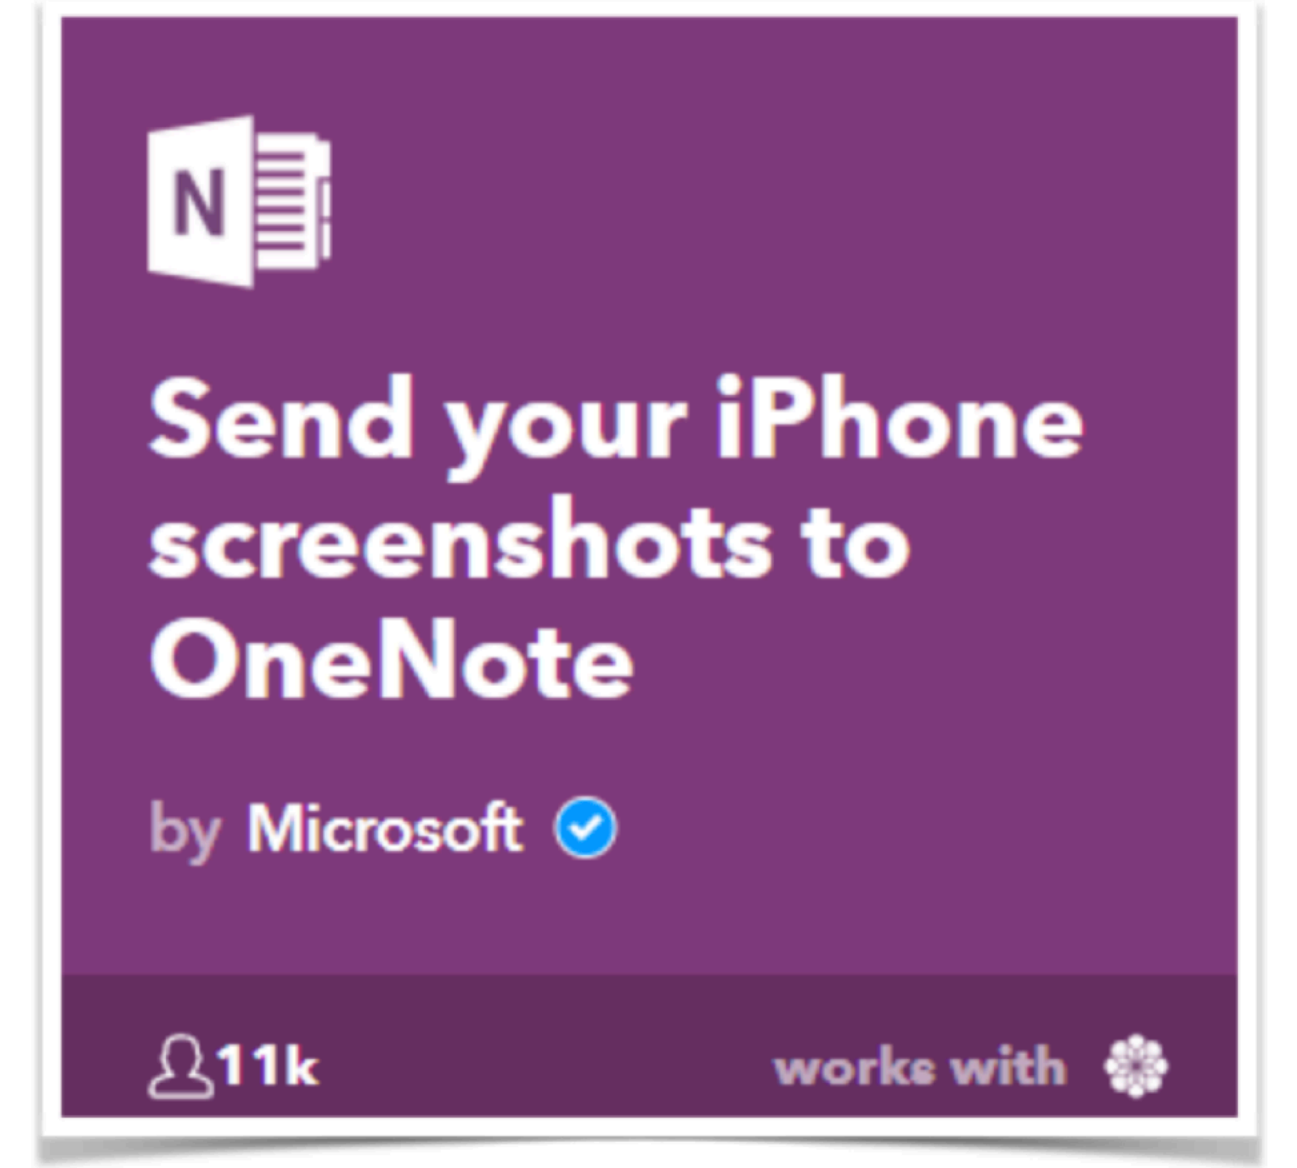 N
Send your iPhone
screenshots to
OneNote
by Microsoft
11k
works with